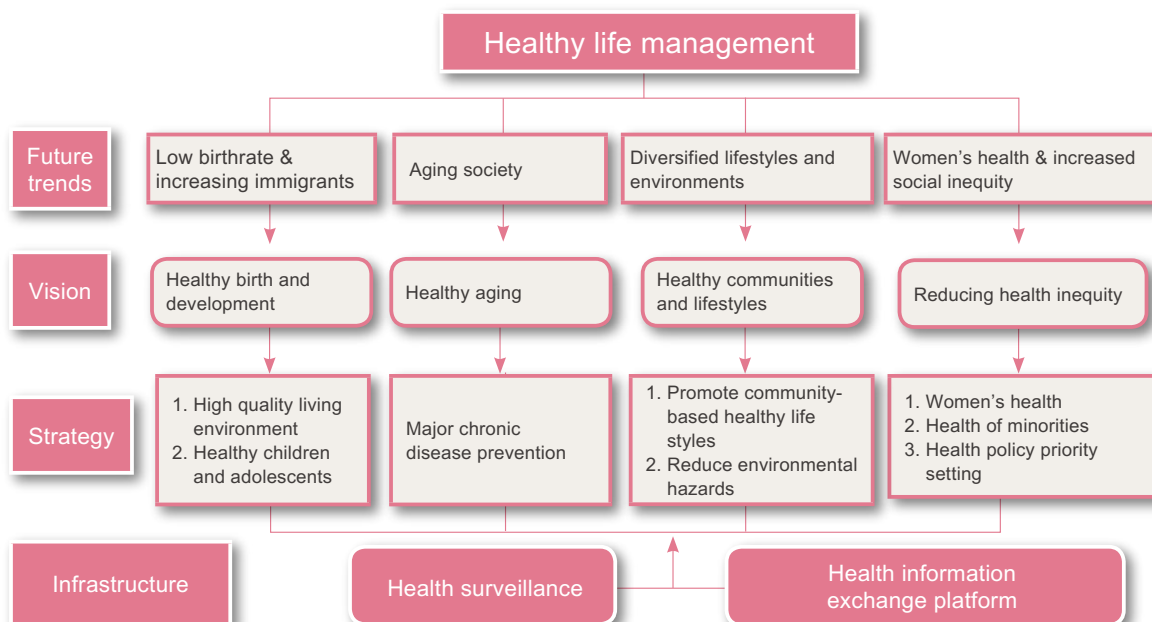 Healthy life management
Future
trends
Low birthrate &
increasing immigrants
Aging society
Diversified lifestyles and
environments
Women’s health & increased
social inequity
Vision
Healthy birth and
development
Healthy aging
Healthy communities
and lifestyles
Reducing health inequity
Strategy
1. High quality living
environment
2. Healthy children
and adolescents
Major chronic
disease prevention
1. Promote community-
based healthy life
styles
2. Reduce environmental
hazards
1. Women’s health
2. Health of minorities
3. Health policy priority
setting
Infrastructure
Health surveillance
Health information
exchange platform